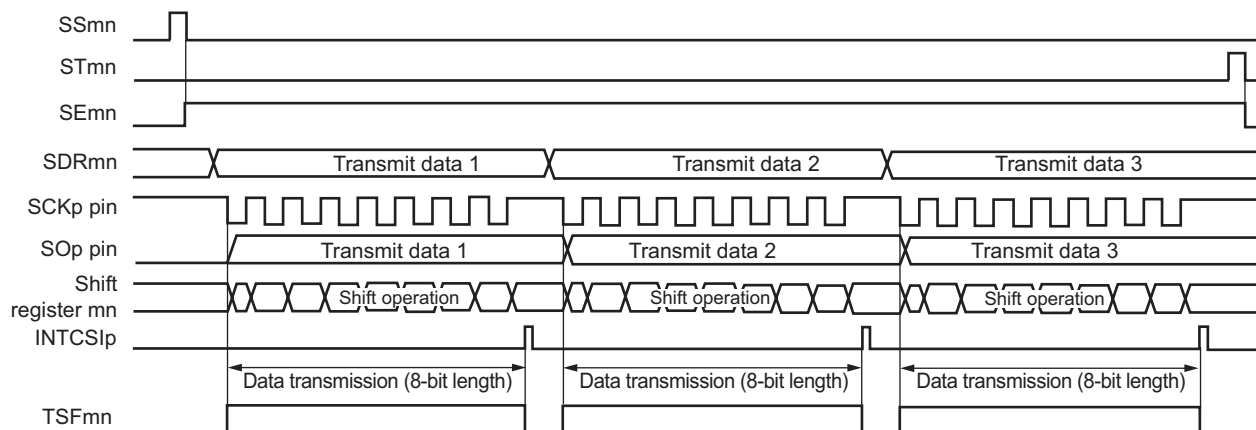 SSmn
STmn
SEmn
SDRmn Transmit data 1 Transmit data 2 Transmit data 3
SCKp pin
SOp pin Transmit data 1 Transmit data 2 Transmit data 3
Shift
register mn Shift operation Shift operation Shift operation
INTCSIp
Data transmission (8-bit length) Data transmission (8-bit length) Data transmission (8-bit length)
TSFmn